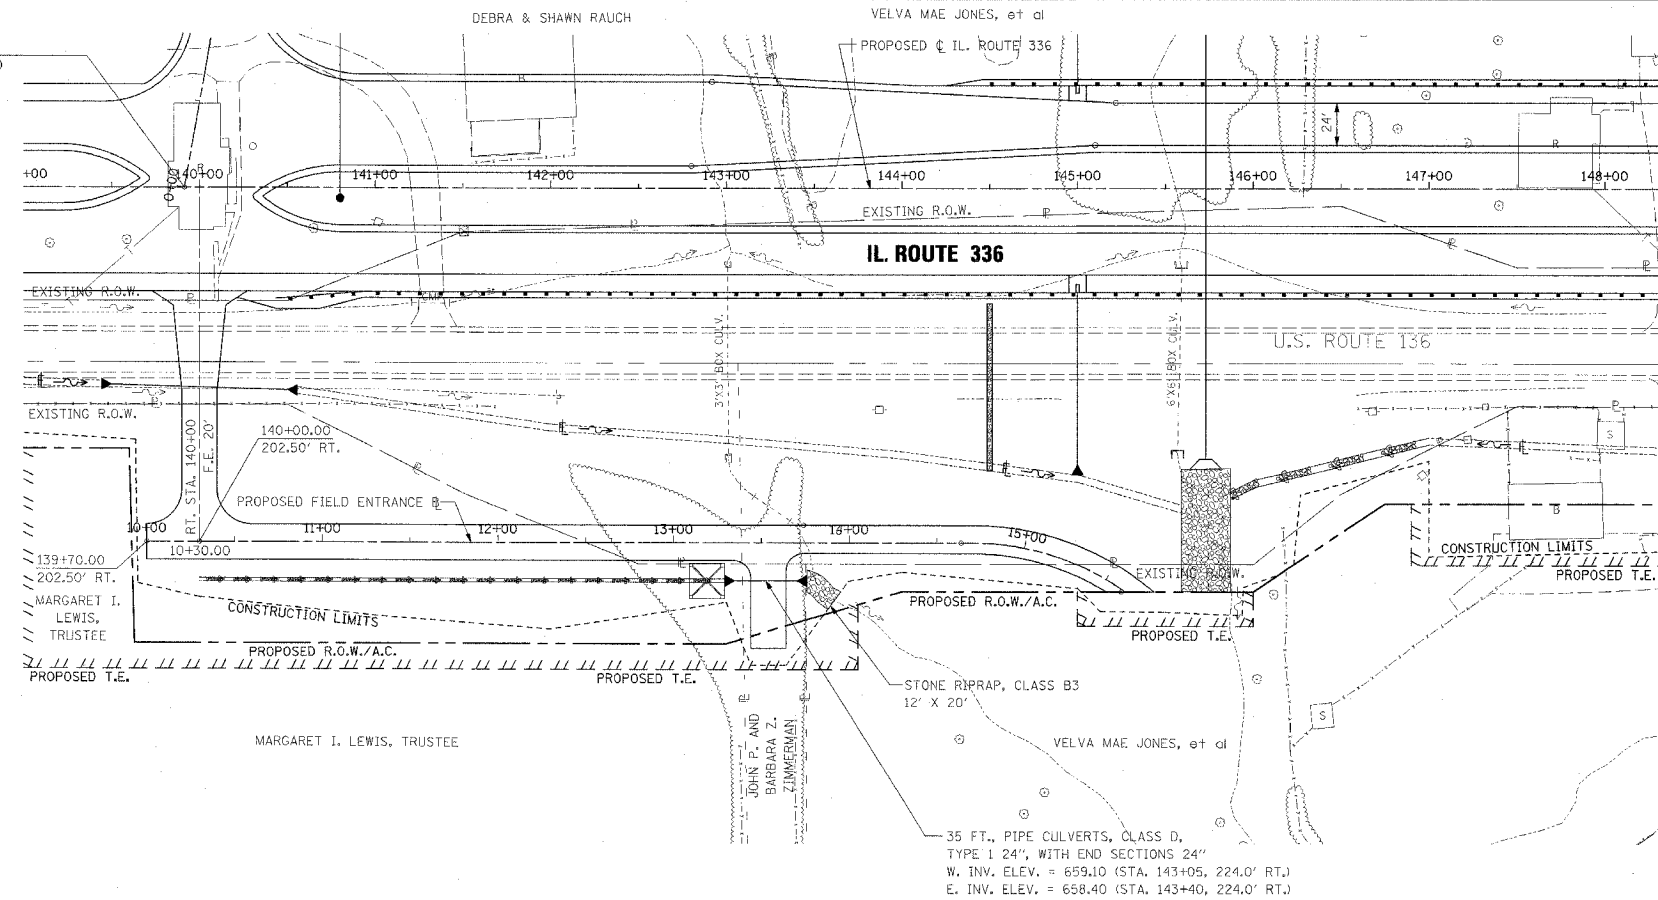 DEBRA & SHAWN RAUCH
VELVA MAE JONES, et al
PROPOSED ℄ IL. ROUTE 336
24'
R
B
R
0+00
+00
140+00
141+00
142+00
143+00
144+00
145+00
146+00
147+00
148+00
EXISTING R.O.W.
IL. ROUTE 336
EXISTING R.O.W.
CMP
3'X3' BOX CULV.
6'X6' BOX CULV.
U.S. ROUTE 136
EXISTING R.O.W.
RT. STA. 140+00
F.E. 20'
140+00.00
202.50' RT.
S
PROPOSED FIELD ENTRANCE ℄
10+00
11+00
12+00
13+00
14+00
15+00
B
10+30.00
139+70.00
202.50' RT.
MARGARET I.
LEWIS,
TRUSTEE
CONSTRUCTION LIMITS
EXISTING R.O.W.
PROPOSED T.E.
CONSTRUCTION LIMITS
PROPOSED R.O.W./A.C.
PROPOSED T.E.
PROPOSED R.O.W./A.C.
PROPOSED T.E.
PROPOSED T.E.
STONE RIPRAP, CLASS B3
12' X 20'
S
MARGARET I. LEWIS, TRUSTEE
JOHN P. AND
BARBARA Z.
ZIMMERMAN
VELVA MAE JONES, et al
35 FT., PIPE CULVERTS, CLASS D,
TYPE 1 24", WITH END SECTIONS 24"
W. INV. ELEV. = 659.10 (STA. 143+05, 224.0' RT.)
E. INV. ELEV. = 658.40 (STA. 143+40, 224.0' RT.)